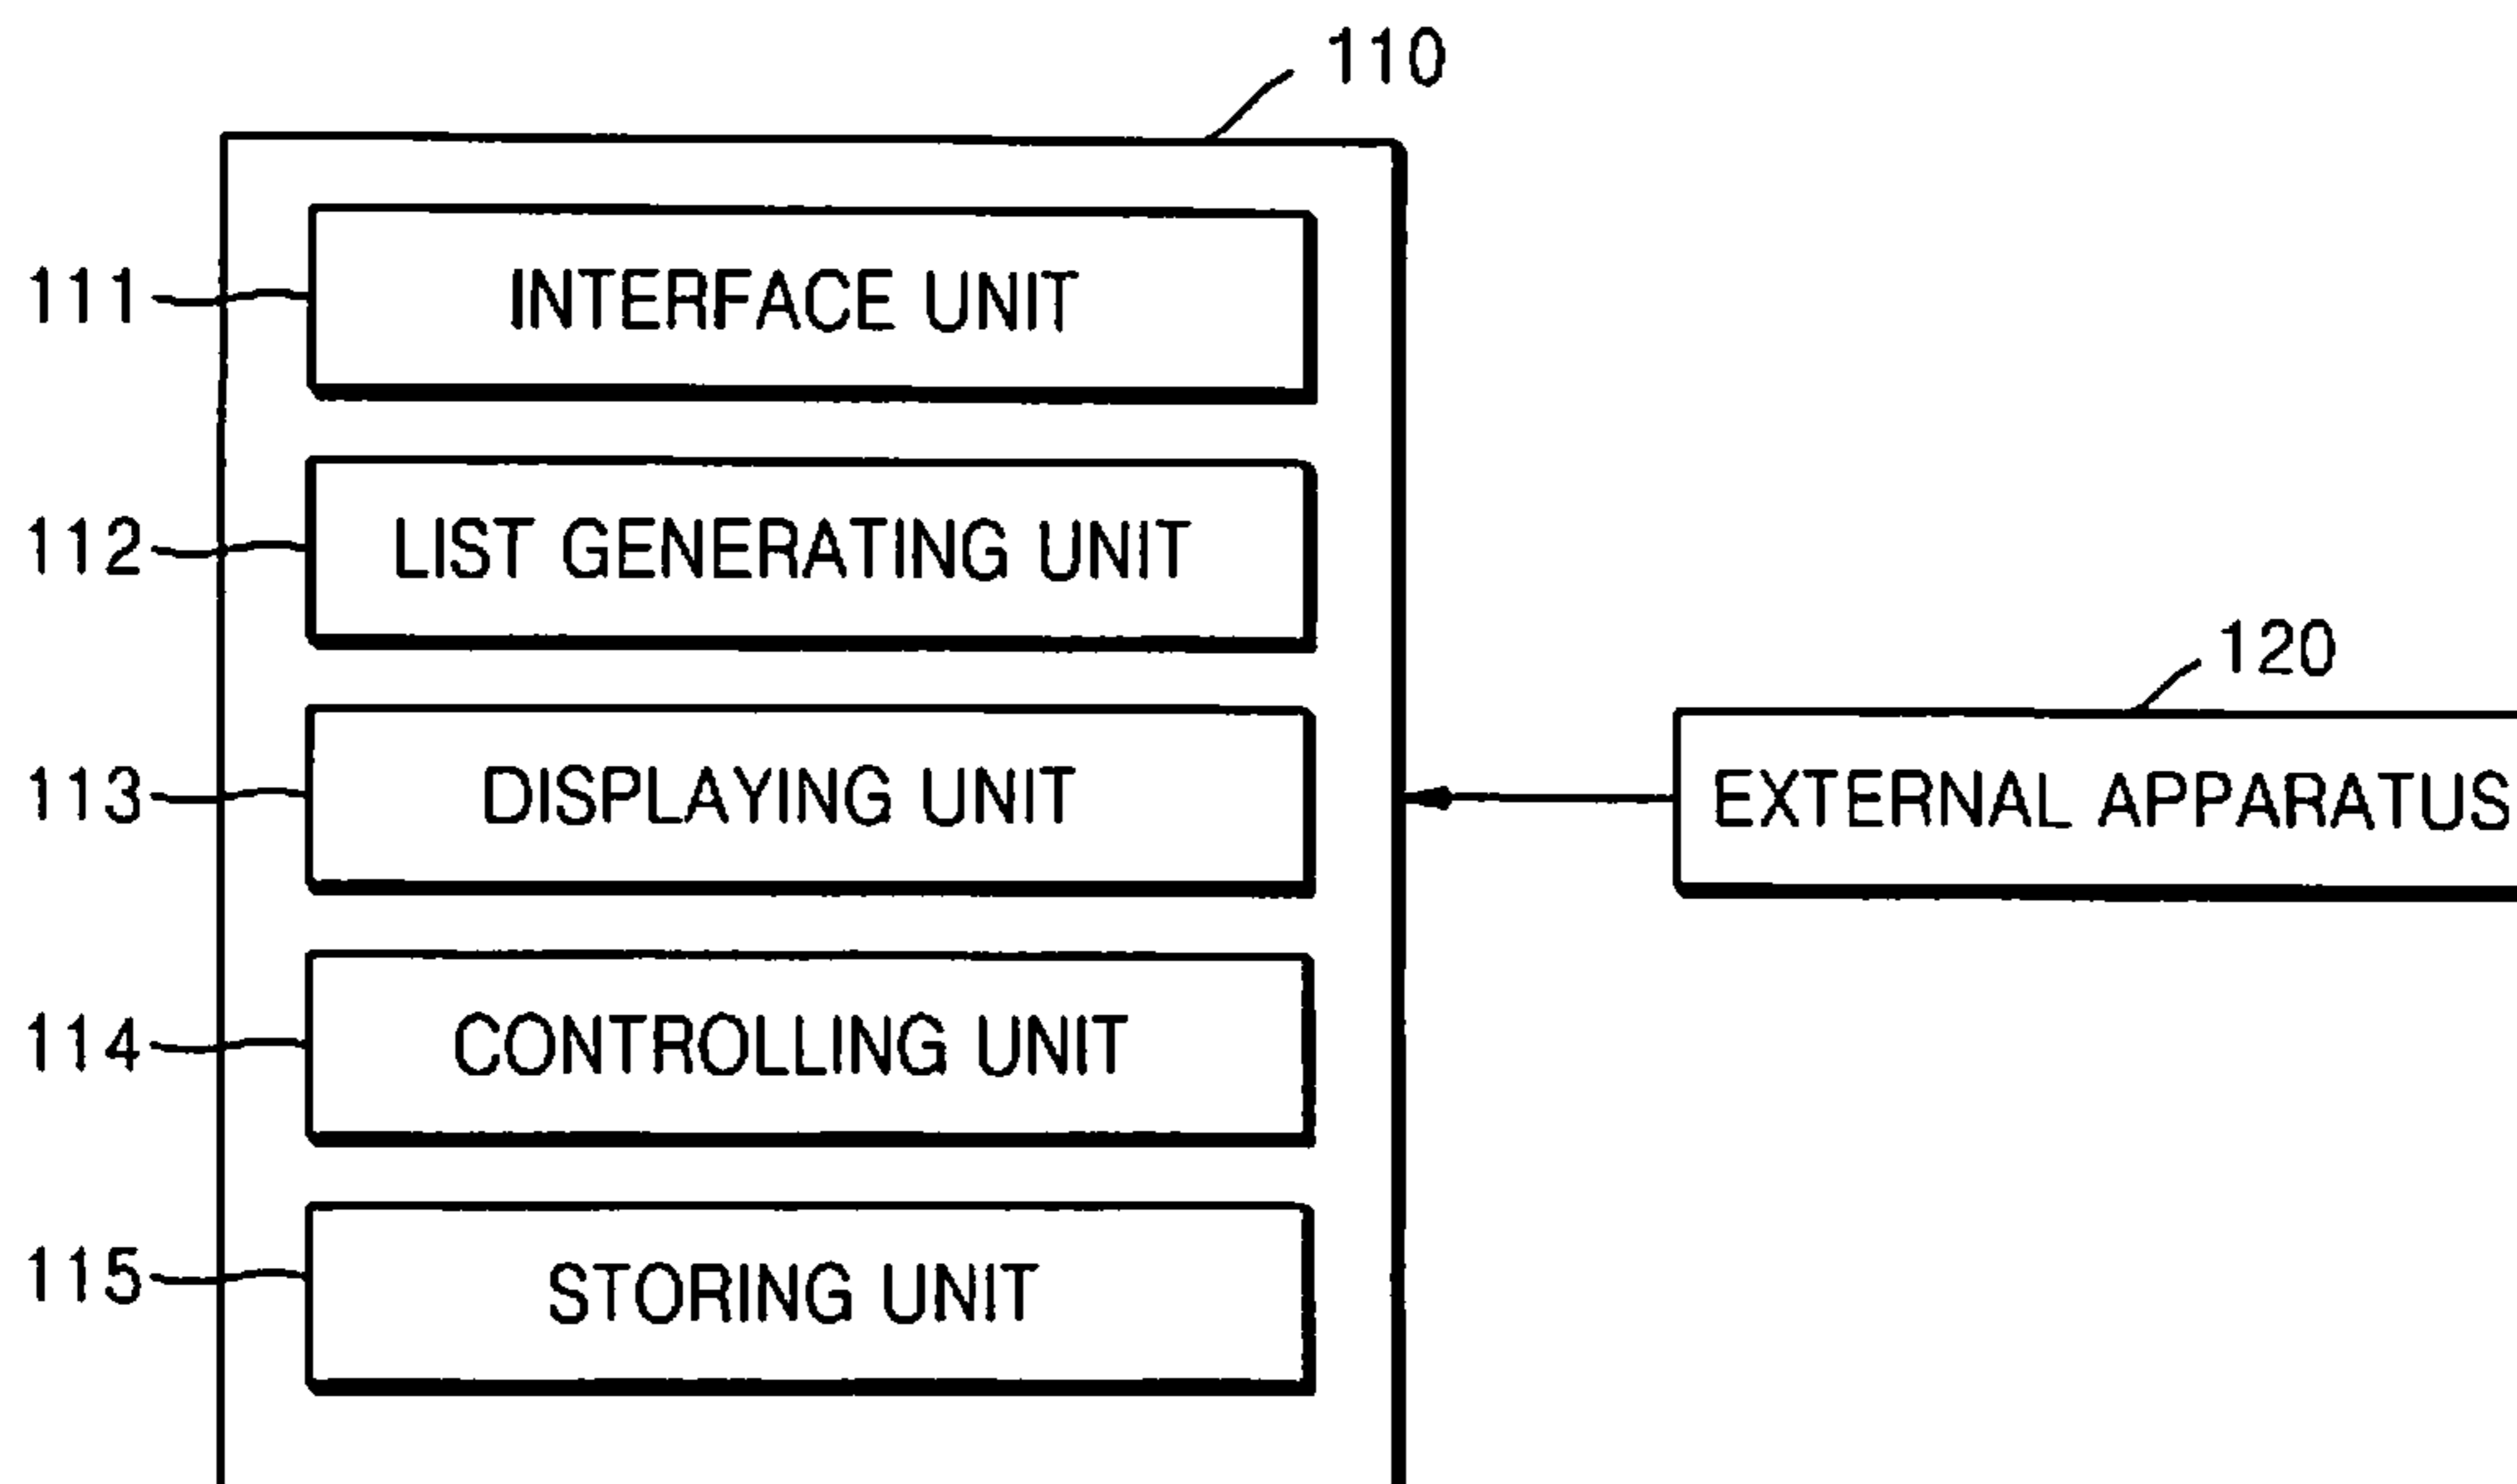 110
111 INTERFACE UNIT
112 LIST GENERATING UNIT
120
113 DISPLAYING UNIT
EXTERNAL APPARATUS
114 CONTROLLING UNIT
115 STORING UNIT